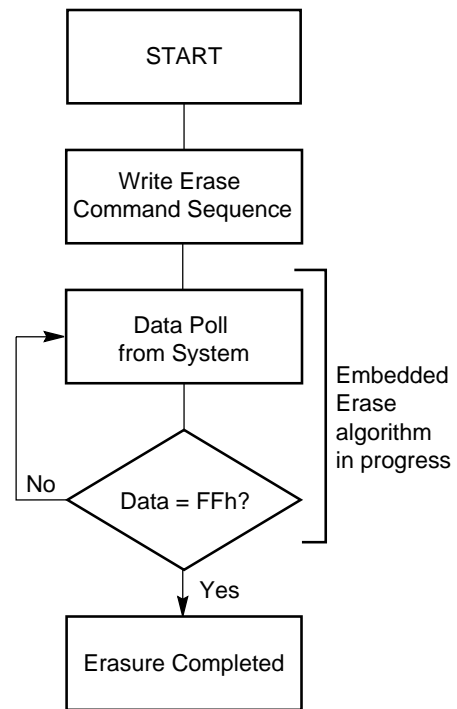 START
Write Erase
Command Sequence
Data Poll
from System
Embedded
Erase
algorithm
in progress
No
Data = FFh?
Yes
Erasure Completed